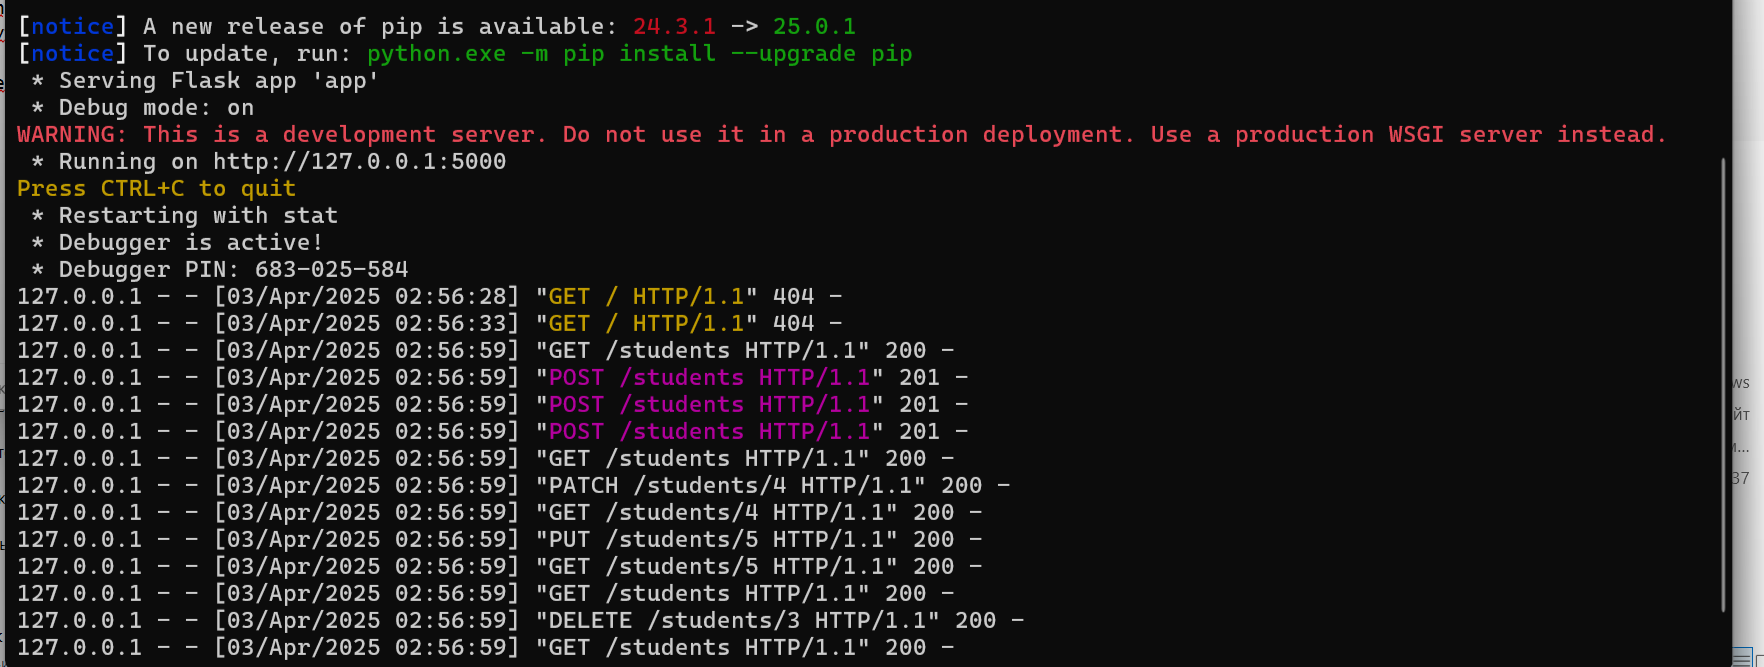 [notice] A new release of pip is available: 24.3.1 -> 25.0.1
[notice] To update, run: python.exe -m pip install --upgrade pip
 * Serving Flask app 'app'
 * Debug mode: on
WARNING: This is a development server. Do not use it in a production deployment. Use a production WSGI server instead.
 * Running on http://127.0.0.1:5000
Press CTRL+C to quit
 * Restarting with stat
 * Debugger is active!
 * Debugger PIN: 683-025-584
127.0.0.1 - - [03/Apr/2025 02:56:28] "GET / HTTP/1.1" 404 -
127.0.0.1 - - [03/Apr/2025 02:56:33] "GET / HTTP/1.1" 404 -
127.0.0.1 - - [03/Apr/2025 02:56:59] "GET /students HTTP/1.1" 200 -
127.0.0.1 - - [03/Apr/2025 02:56:59] "POST /students HTTP/1.1" 201 -
127.0.0.1 - - [03/Apr/2025 02:56:59] "POST /students HTTP/1.1" 201 -
127.0.0.1 - - [03/Apr/2025 02:56:59] "POST /students HTTP/1.1" 201 -
127.0.0.1 - - [03/Apr/2025 02:56:59] "GET /students HTTP/1.1" 200 -
127.0.0.1 - - [03/Apr/2025 02:56:59] "PATCH /students/4 HTTP/1.1" 200 -
127.0.0.1 - - [03/Apr/2025 02:56:59] "GET /students/4 HTTP/1.1" 200 -
127.0.0.1 - - [03/Apr/2025 02:56:59] "PUT /students/5 HTTP/1.1" 200 -
127.0.0.1 - - [03/Apr/2025 02:56:59] "GET /students/5 HTTP/1.1" 200 -
127.0.0.1 - - [03/Apr/2025 02:56:59] "GET /students HTTP/1.1" 200 -
127.0.0.1 - - [03/Apr/2025 02:56:59] "DELETE /students/3 HTTP/1.1" 200 -
127.0.0.1 - - [03/Apr/2025 02:56:59] "GET /students HTTP/1.1" 200 -